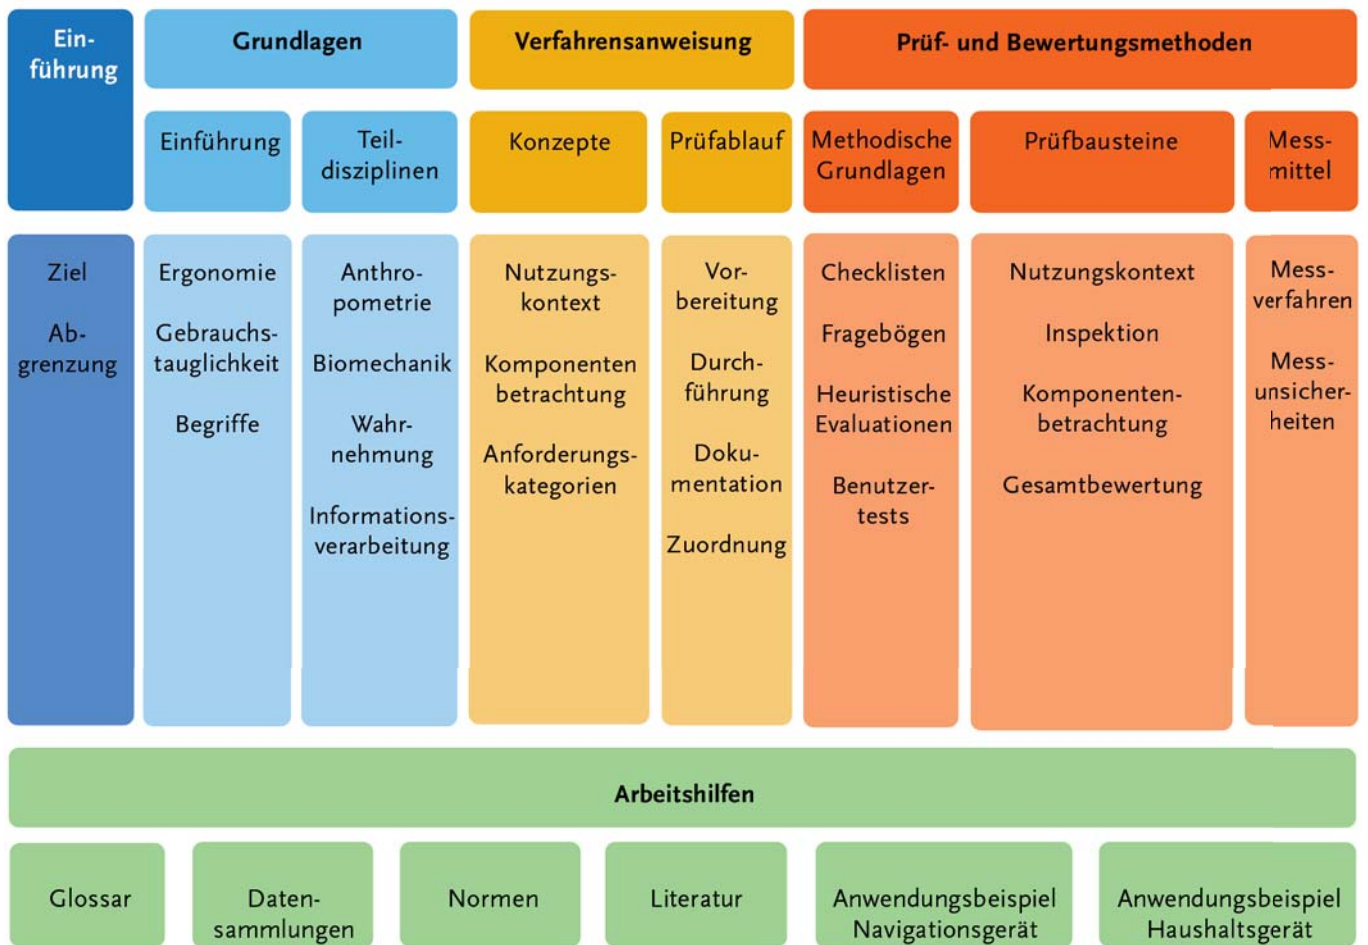 Ein-
führung
Grundlagen
Verfahrensanweisung
Prüf- und Bewertungsmethoden
Einführung
Teil-
disziplinen
Konzepte
Prüfablauf
Methodische
Grundlagen
Prüfbausteine
Mess-
mittel
Ziel
Ab-
grenzung
Ergonomie
Gebrauchs-
tauglichkeit
Begriffe
Anthro-
pometrie
Biomechanik
Wahr-
nehmung
Informations-
verarbeitung
Nutzungs-
kontext
Komponenten
betrachtung
Anforderungs-
kategorien
Vor-
bereitung
Durch-
führung
Doku-
mentation
Zuordnung
Checklisten
Fragebögen
Heuristische
Evaluationen
Benutzer-
tests
Nutzungskontext
Inspektion
Komponenten-
betrachtung
Gesamtbewertung
Mess-
verfahren
Mess-
unsicher-
heiten
Arbeitshilfen
Glossar
Daten-
sammlungen
Normen
Literatur
Anwendungsbeispiel
Navigationsgerät
Anwendungsbeispiel
Haushaltsgerät